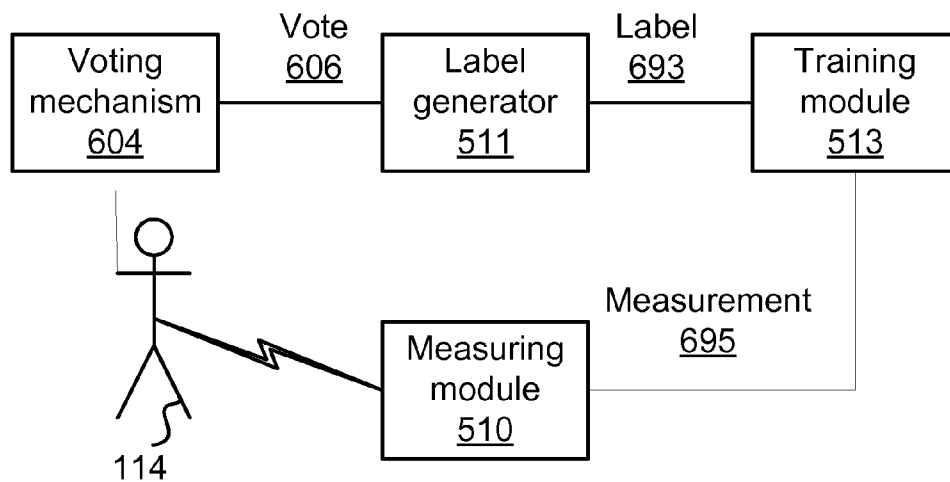 Voting
mechanism
604
Vote
606
Label
generator
511
Label
693
Training
module
513
Measuring
module
510
Measurement
695
114